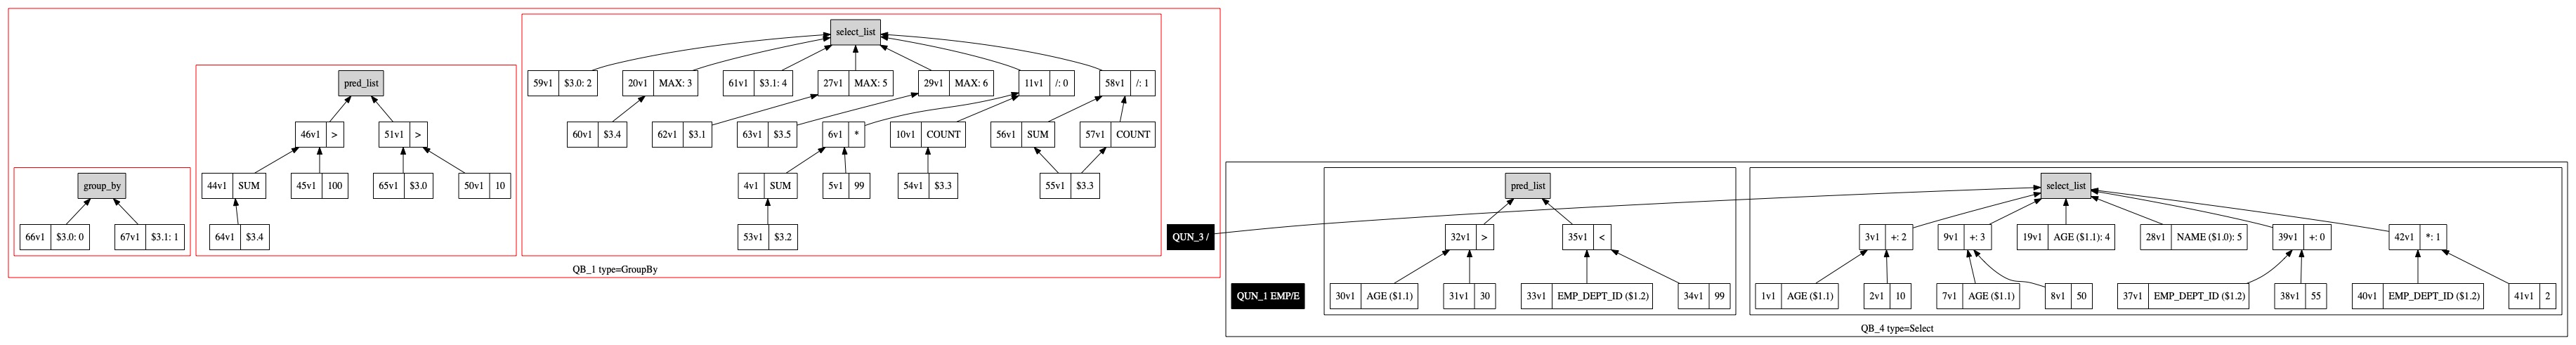 select_list
59v1 $3.0: 2
20v1 MAX: 3
61v1 $3.1: 4
27v1 MAX: 5
29v1 MAX: 6
11v1 /: 0
58v1 /: 1
60v1 $3.4
62v1 $3.1
63v1 $3.5
6v1 *
10v1 COUNT
56v1 SUM
57v1 COUNT
4v1 SUM
5v1 99
54v1 $3.3
55v1 $3.3
53v1 $3.2
pred_list
46v1 >
51v1 >
44v1 SUM
45v1 100
65v1 $3.0
50v1 10
64v1 $3.4
group_by
66v1 $3.0: 0
67v1 $3.1: 1
QUN_3 /
QB_1 type=GroupBy
pred_list
32v1 >
35v1 <
30v1 AGE ($1.1)
31v1 30
33v1 EMP_DEPT_ID ($1.2)
34v1 99
QUN_1 EMP/E
select_list
3v1 +: 2
9v1 +: 3
19v1 AGE ($1.1): 4
28v1 NAME ($1.0): 5
39v1 +: 0
42v1 *: 1
1v1 AGE ($1.1)
2v1 10
7v1 AGE ($1.1)
8v1 50
37v1 EMP_DEPT_ID ($1.2)
38v1 55
40v1 EMP_DEPT_ID ($1.2)
41v1 2
QB_4 type=Select